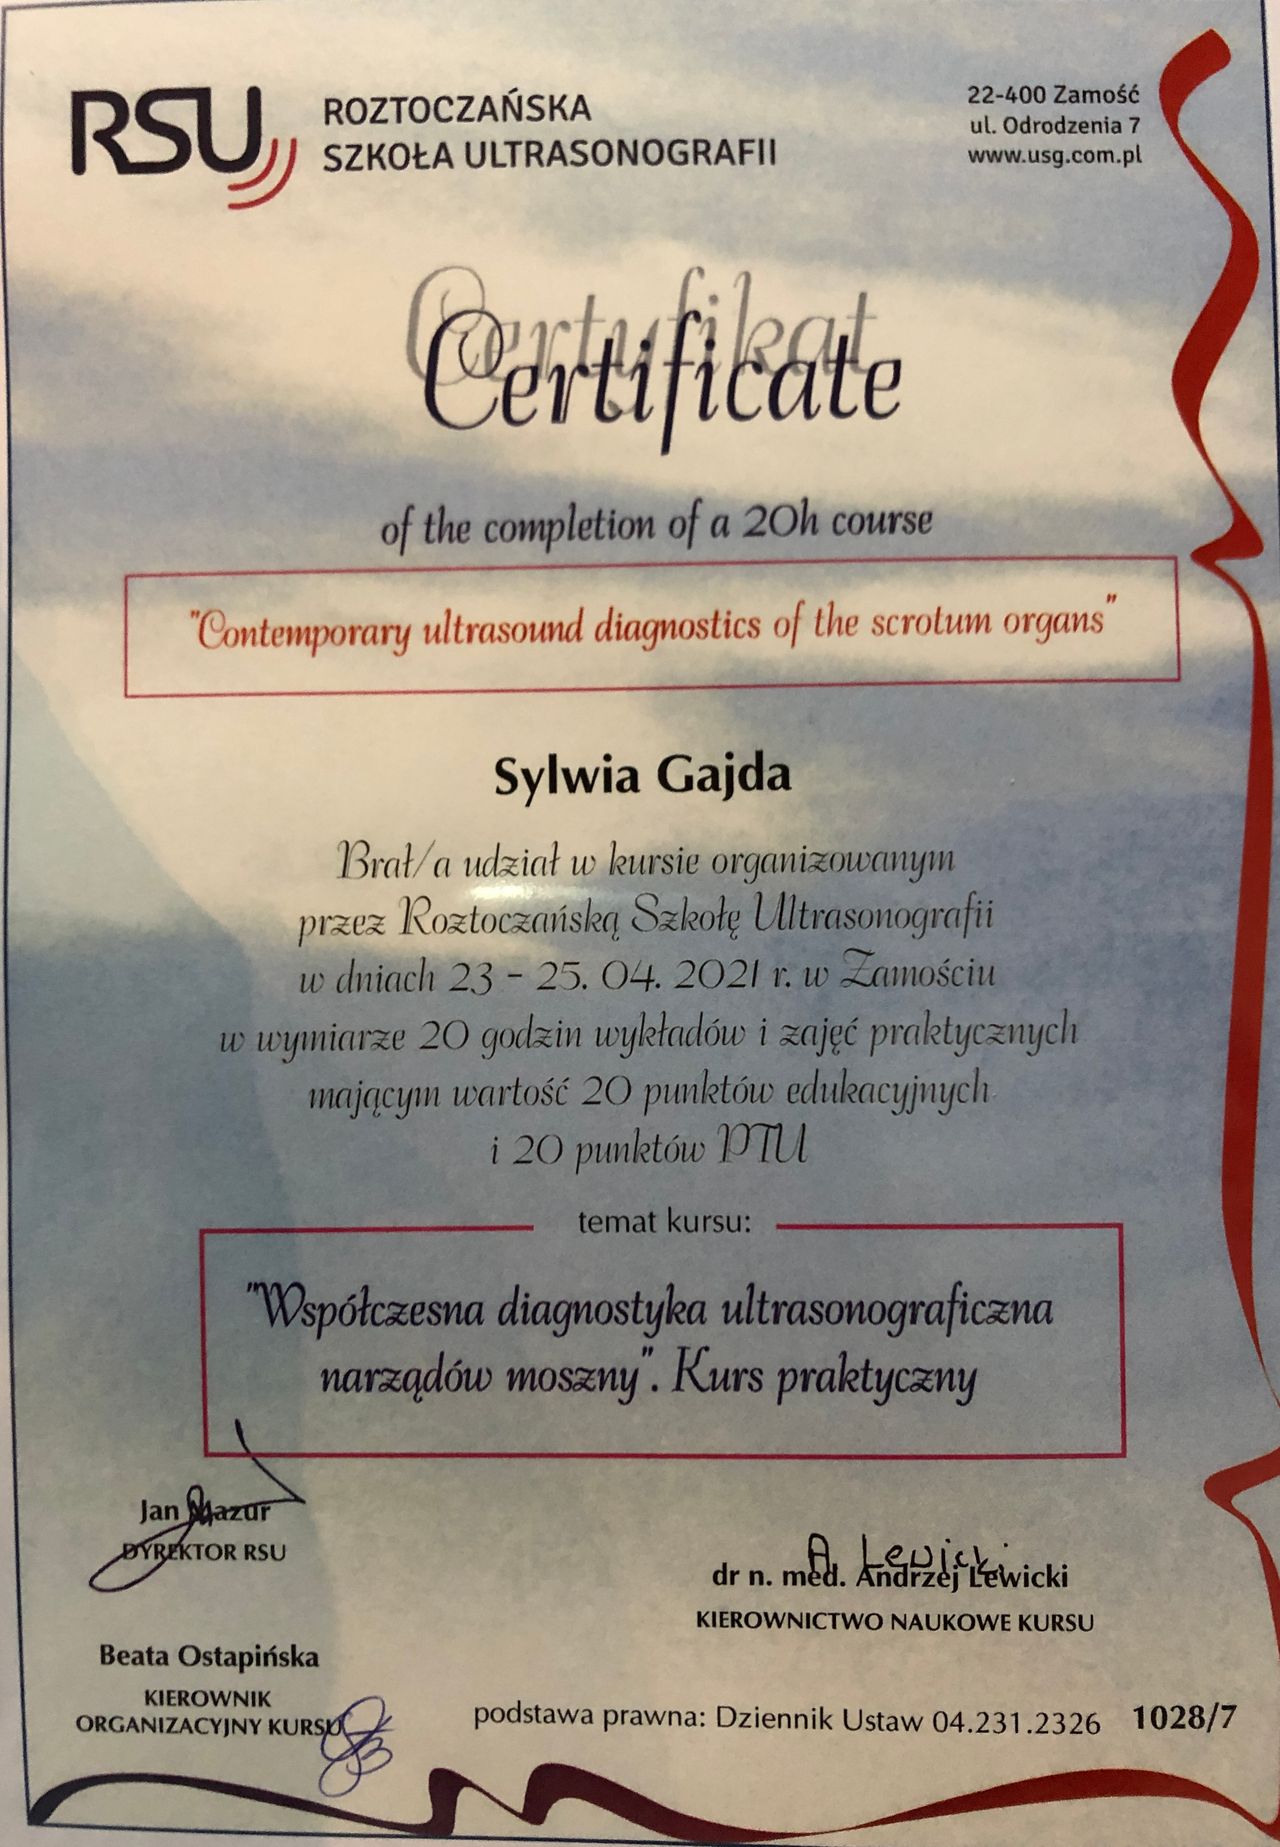 RSU
ROZTOCZAŃSKA
SZKOŁA ULTRASONOGRAFII
22-400 Zamość
ul. Odrodzenia 7
www.usg.com.pl
Certyfikat
Certificate
of the completion of a 20h course
"Contemporary ultrasound diagnostics of the scrotum organs"
Sylwia Gajda
Brał/a udział w kursie organizowanym
przez Roztoczańską Szkołę Ultrasonografii
w dniach 23 - 25. 04. 2021 r. w Zamościu
w wymiarze 20 godzin wykładów i zajęć praktycznych
mającym wartość 20 punktów edukacyjnych
i 20 punktów PTU
temat kursu:
"Współczesna diagnostyka ultrasonograficzna
narządów moszny". Kurs praktyczny
Jan Mazur
DYREKTOR RSU
A Lewicki
dr n. med. Andrzej Lewicki
KIEROWNICTWO NAUKOWE KURSU
Beata Ostapińska
KIEROWNIK
ORGANIZACYJNY KURSU
podstawa prawna: Dziennik Ustaw 04.231.2326 1028/7